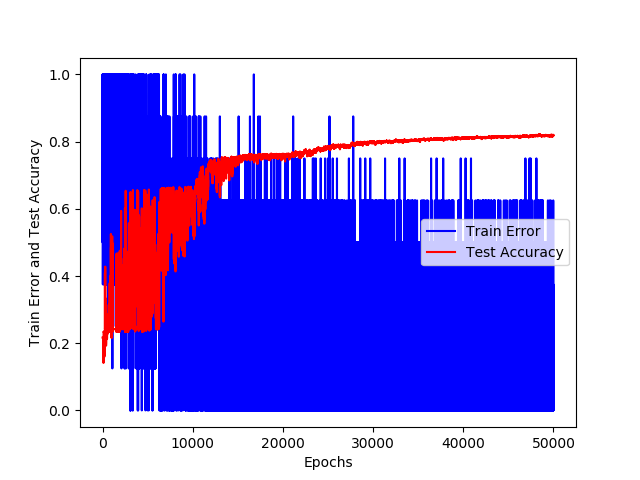 Train Error and Test Accuracy
1.0
0.8
0.6
0.4
0.2
0.0
Train Error
Test Accuracy
0 10000 20000 30000 40000 50000
Epochs